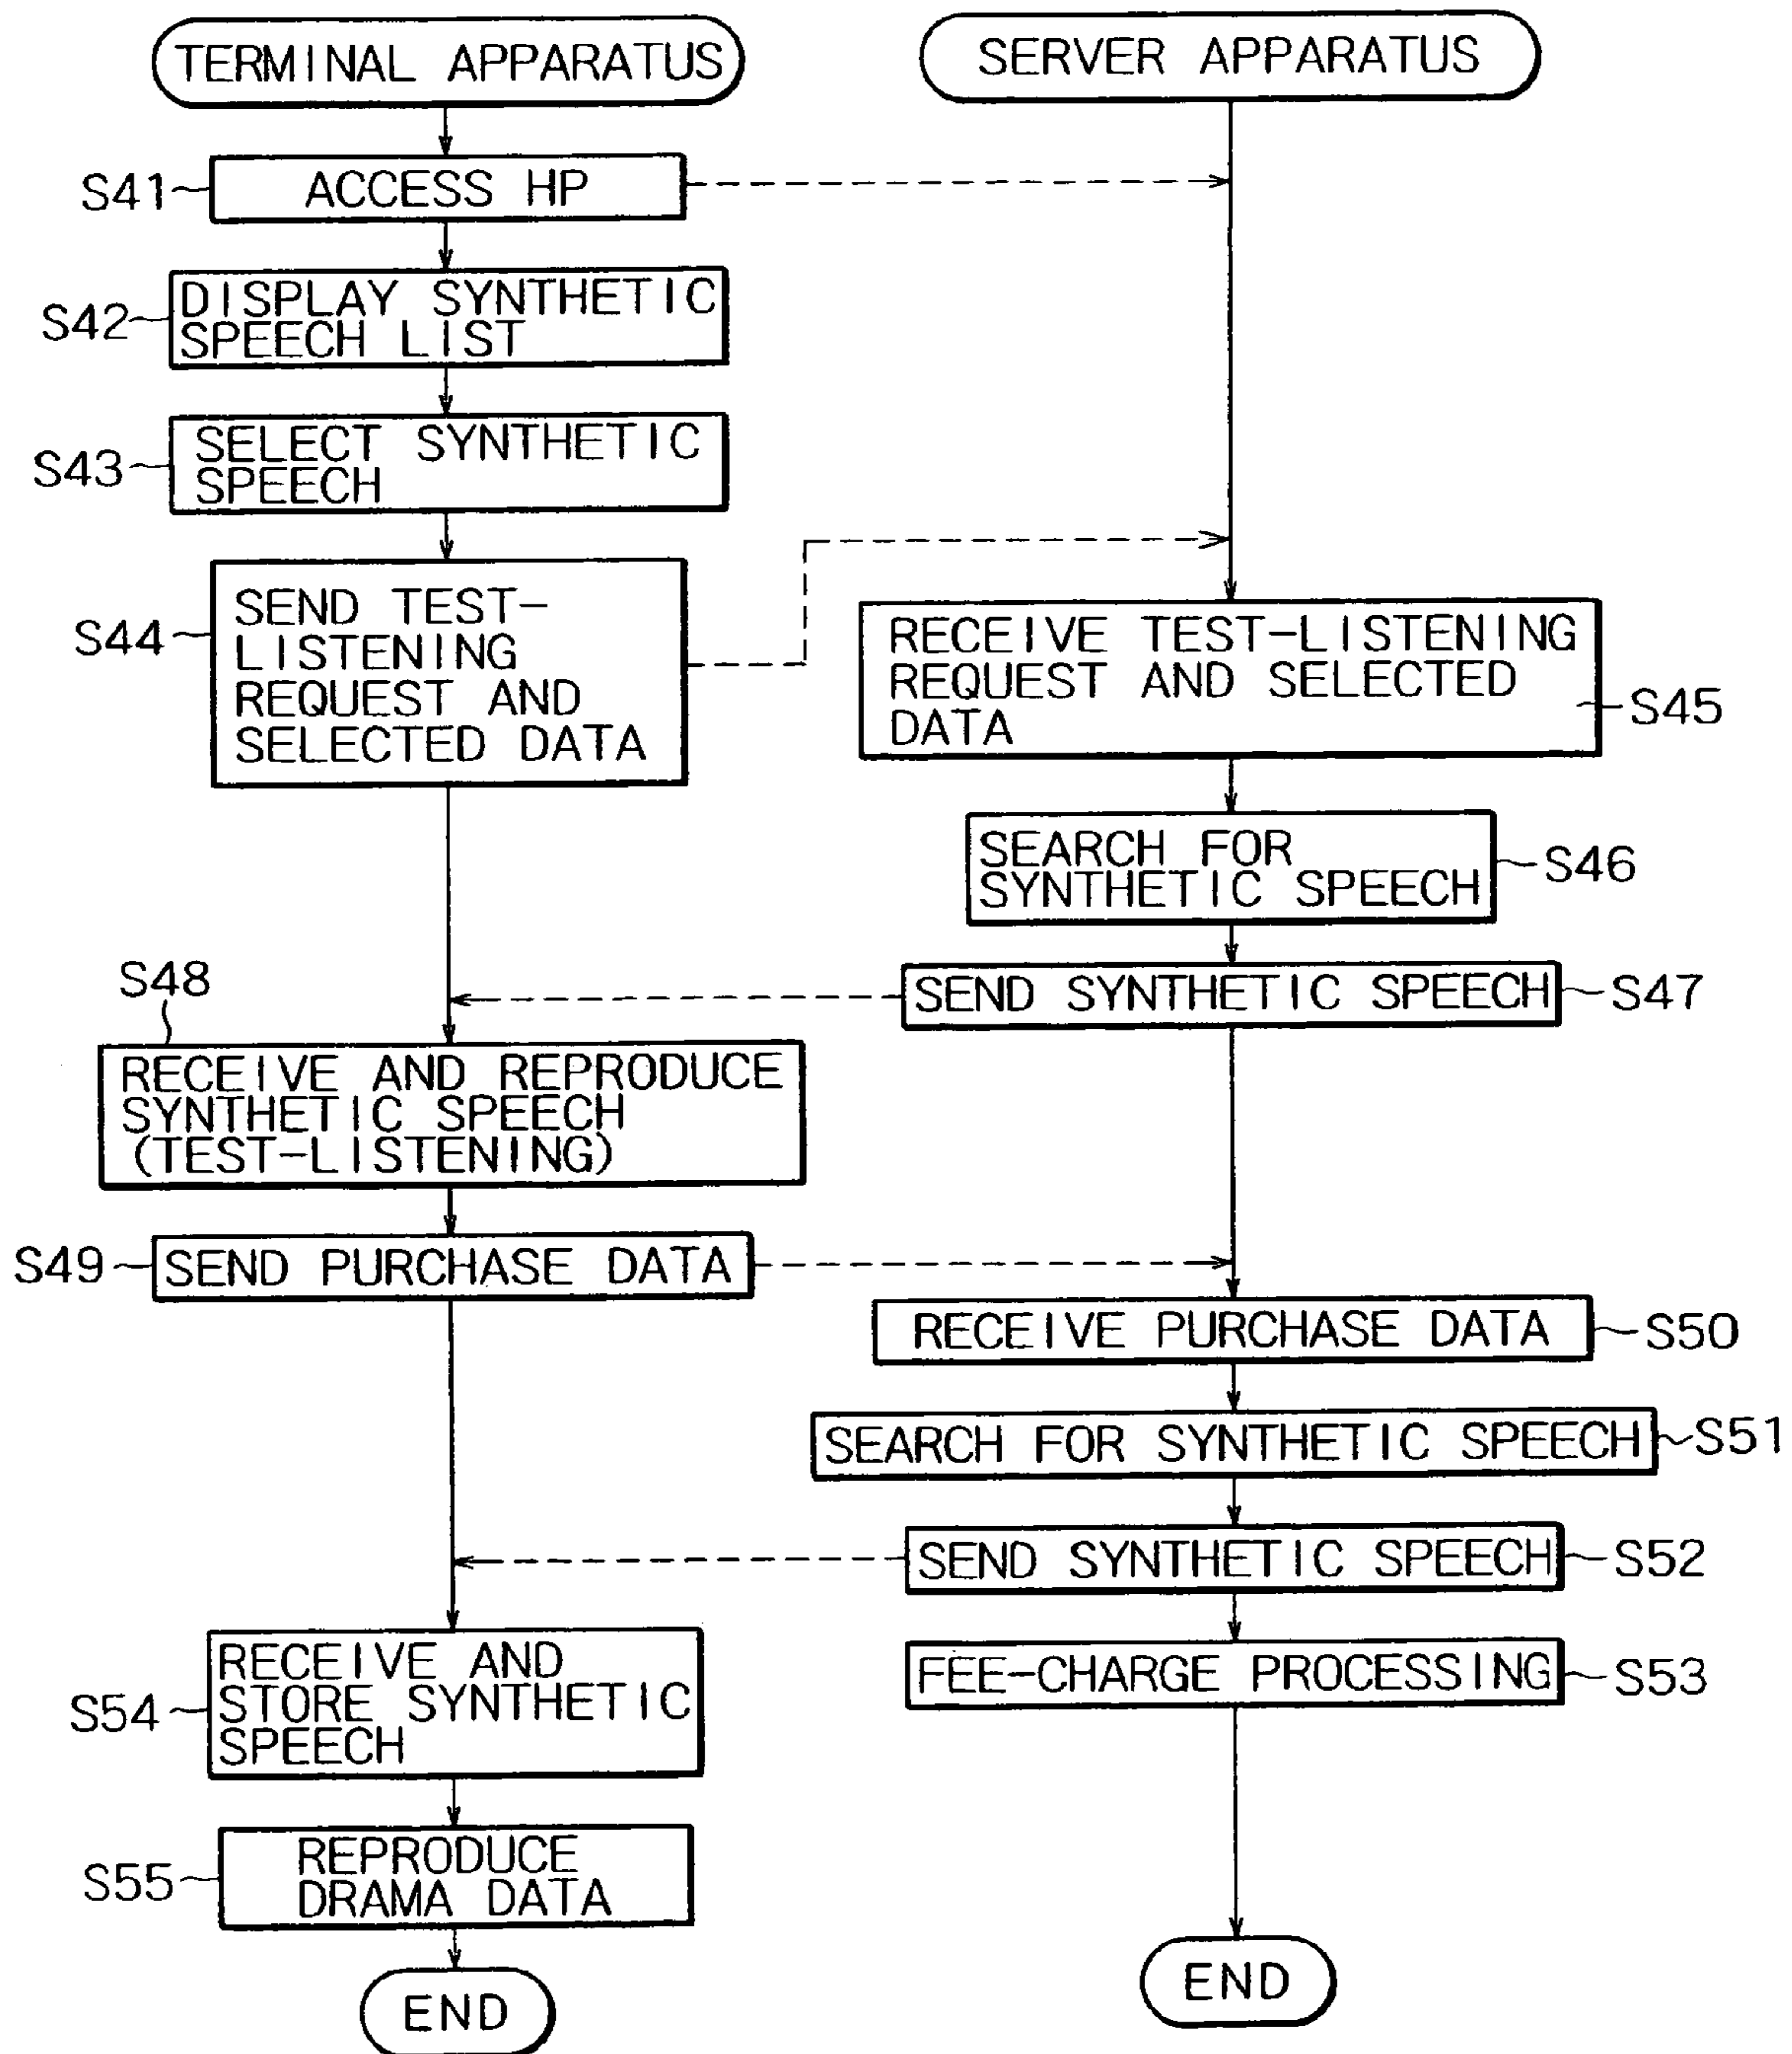 TERMINAL APPARATUS
SERVER APPARATUS
S41
ACCESS HP
S42
DISPLAY SYNTHETIC
SPEECH LIST
S43
SELECT SYNTHETIC
SPEECH
S44
SEND TEST-
LISTENING
REQUEST AND
SELECTED DATA
RECEIVE TEST-LISTENING
REQUEST AND SELECTED
DATA
S45
SEARCH FOR
SYNTHETIC SPEECH
S46
SEND SYNTHETIC SPEECH
S47
S48
RECEIVE AND REPRODUCE
SYNTHETIC SPEECH
(TEST-LISTENING)
S49
SEND PURCHASE DATA
RECEIVE PURCHASE DATA
S50
SEARCH FOR SYNTHETIC SPEECH
S51
SEND SYNTHETIC SPEECH
S52
FEE-CHARGE PROCESSING
S53
S54
RECEIVE AND
STORE SYNTHETIC
SPEECH
S55
REPRODUCE
DRAMA DATA
END
END